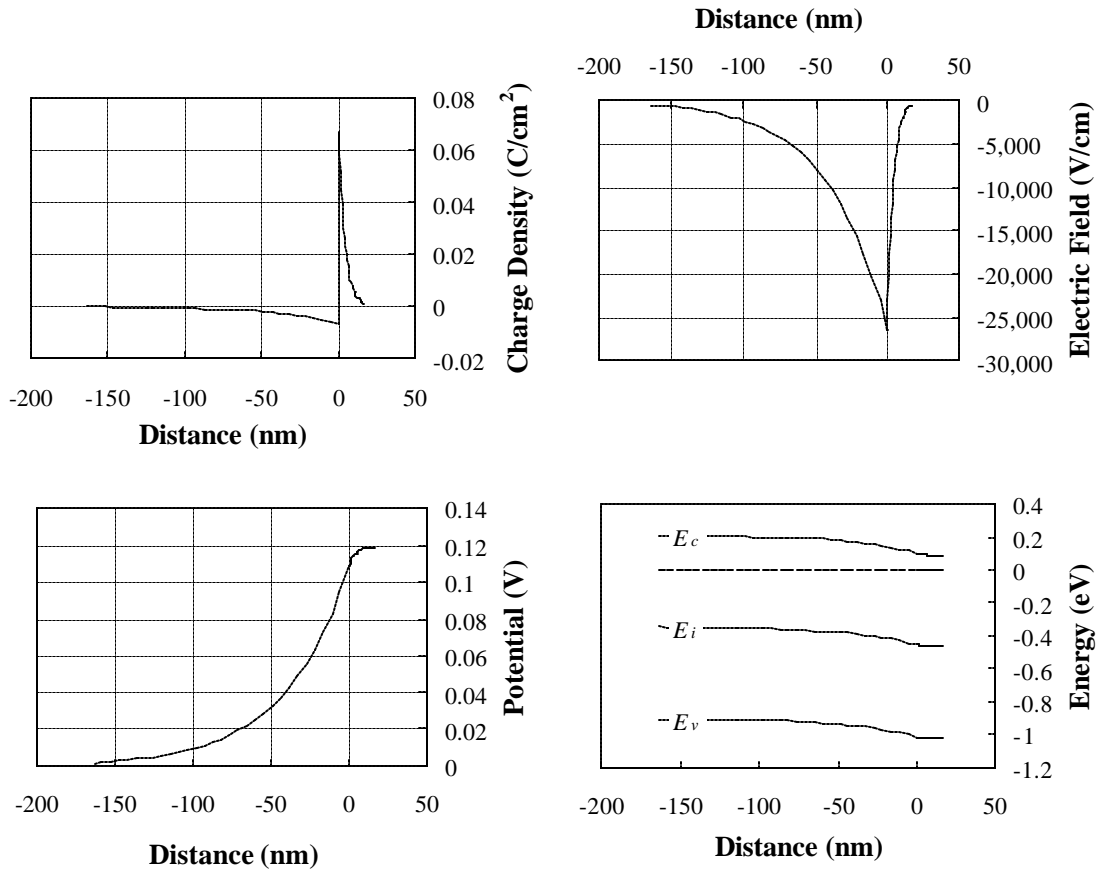 0.08
0.06
0.04
0.02
0
-0.02
Charge Density (C/cm²)
-200 -150 -100 -50 0 50
Distance (nm)
Distance (nm)
-200 -150 -100 -50 0 50
0
-5,000
-10,000
-15,000
-20,000
-25,000
-30,000
Electric Field (V/cm)
0.14
0.12
0.10
0.08
0.06
0.04
0.02
0
Potential (V)
-200 -150 -100 -50 0 50
Distance (nm)
Ec
Ei
Ev
0.4
0.2
0
-0.2
-0.4
-0.6
-0.8
-1
-1.2
Energy (eV)
-200 -150 -100 -50 0 50
Distance (nm)